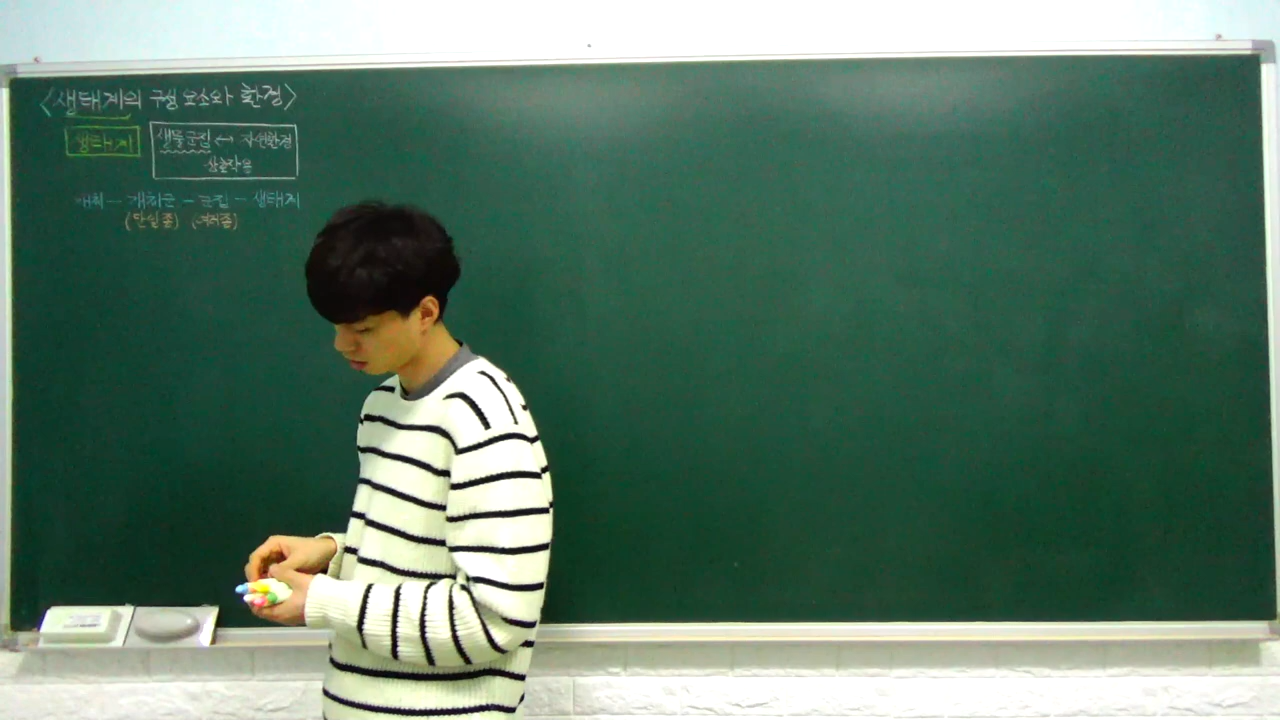 <생태계의 구성 요소와 환경>
생태계
생물군집 ↔ 자연환경
상호작용
개체 - 개체군 - 군집 - 생태계
(단일종) (여러종)